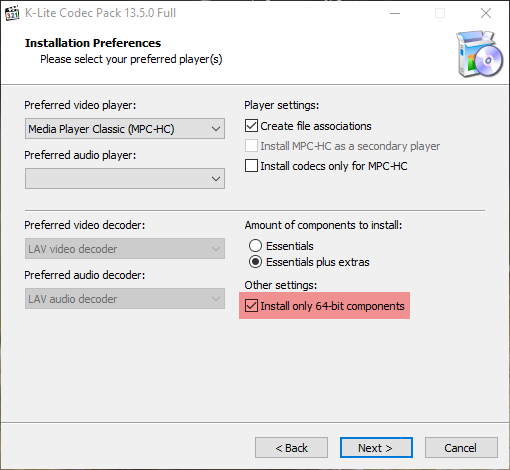 K-Lite Codec Pack 13.5.0 Full
Installation Preferences
Please select your preferred player(s)
Preferred video player:
Media Player Classic (MPC-HC)
Preferred audio player:
Player settings:
Create file associations
Install MPC-HC as a secondary player
Install codecs only for MPC-HC
Preferred video decoder:
LAV video decoder
Preferred audio decoder:
LAV audio decoder
Amount of components to install:
Essentials
Essentials plus extras
Other settings:
Install only 64-bit components
< Back
Next >
Cancel